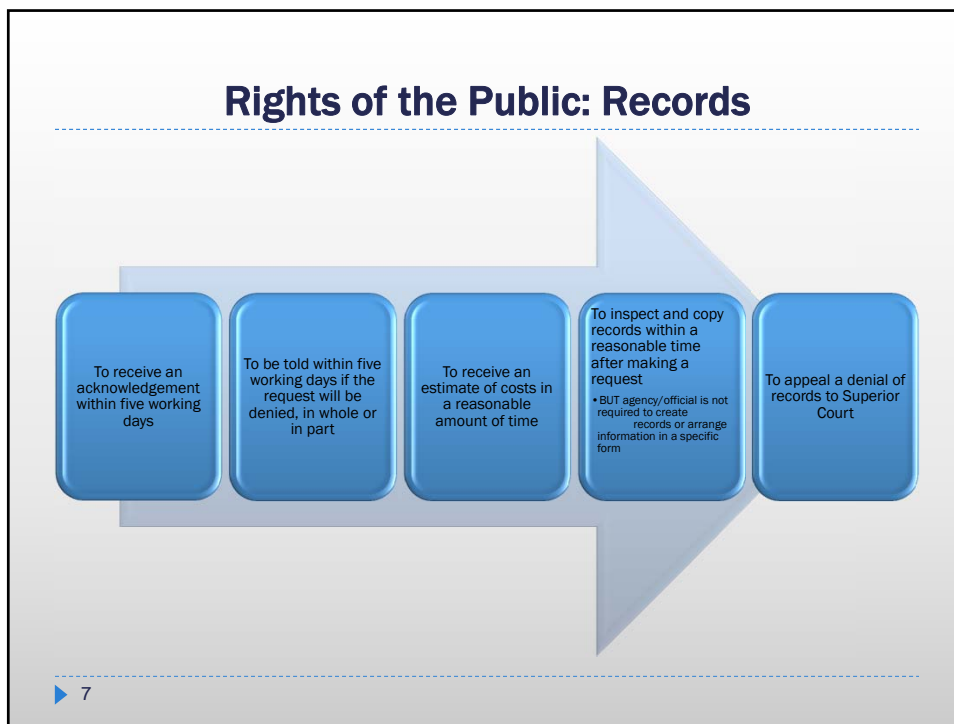 Rights of the Public: Records
To receive an
acknowledgement
within five working
days
To be told within five
working days if the
request will be
denied, in whole or
in part
To receive an
estimate of costs in
a reasonable
amount of time
To inspect and copy
records within a
reasonable time
after making a
request
•BUT agency/official is not
required to create
records or arrange
information in a specific
form
To appeal a denial of
records to Superior
Court
7